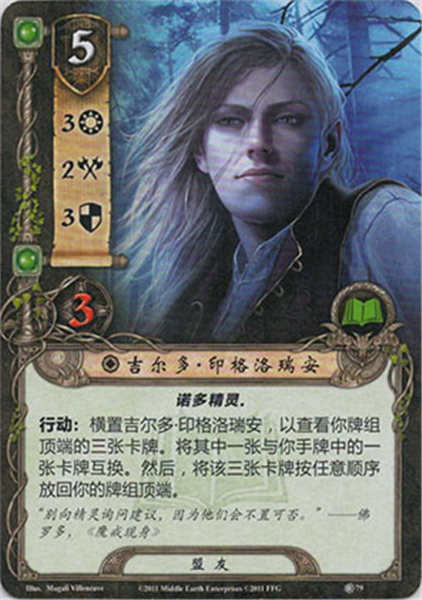 5
3
2
3
3
吉尔多·印格洛瑞安
诺多精灵.
行动：横置吉尔多·印格洛瑞安，以查看你牌组
顶端的三张卡牌。将其中一张与你手牌中的一
张卡牌互换。然后，将该三张卡牌按任意顺序
放回你的牌组顶端。
“别向精灵询问建议，因为他们会不置可否。”——佛
罗多，《魔戒现身》
盟友
Illus. Magali Villeneuve ©2011 Middle Earth Enterprises ©2011 FFG 79